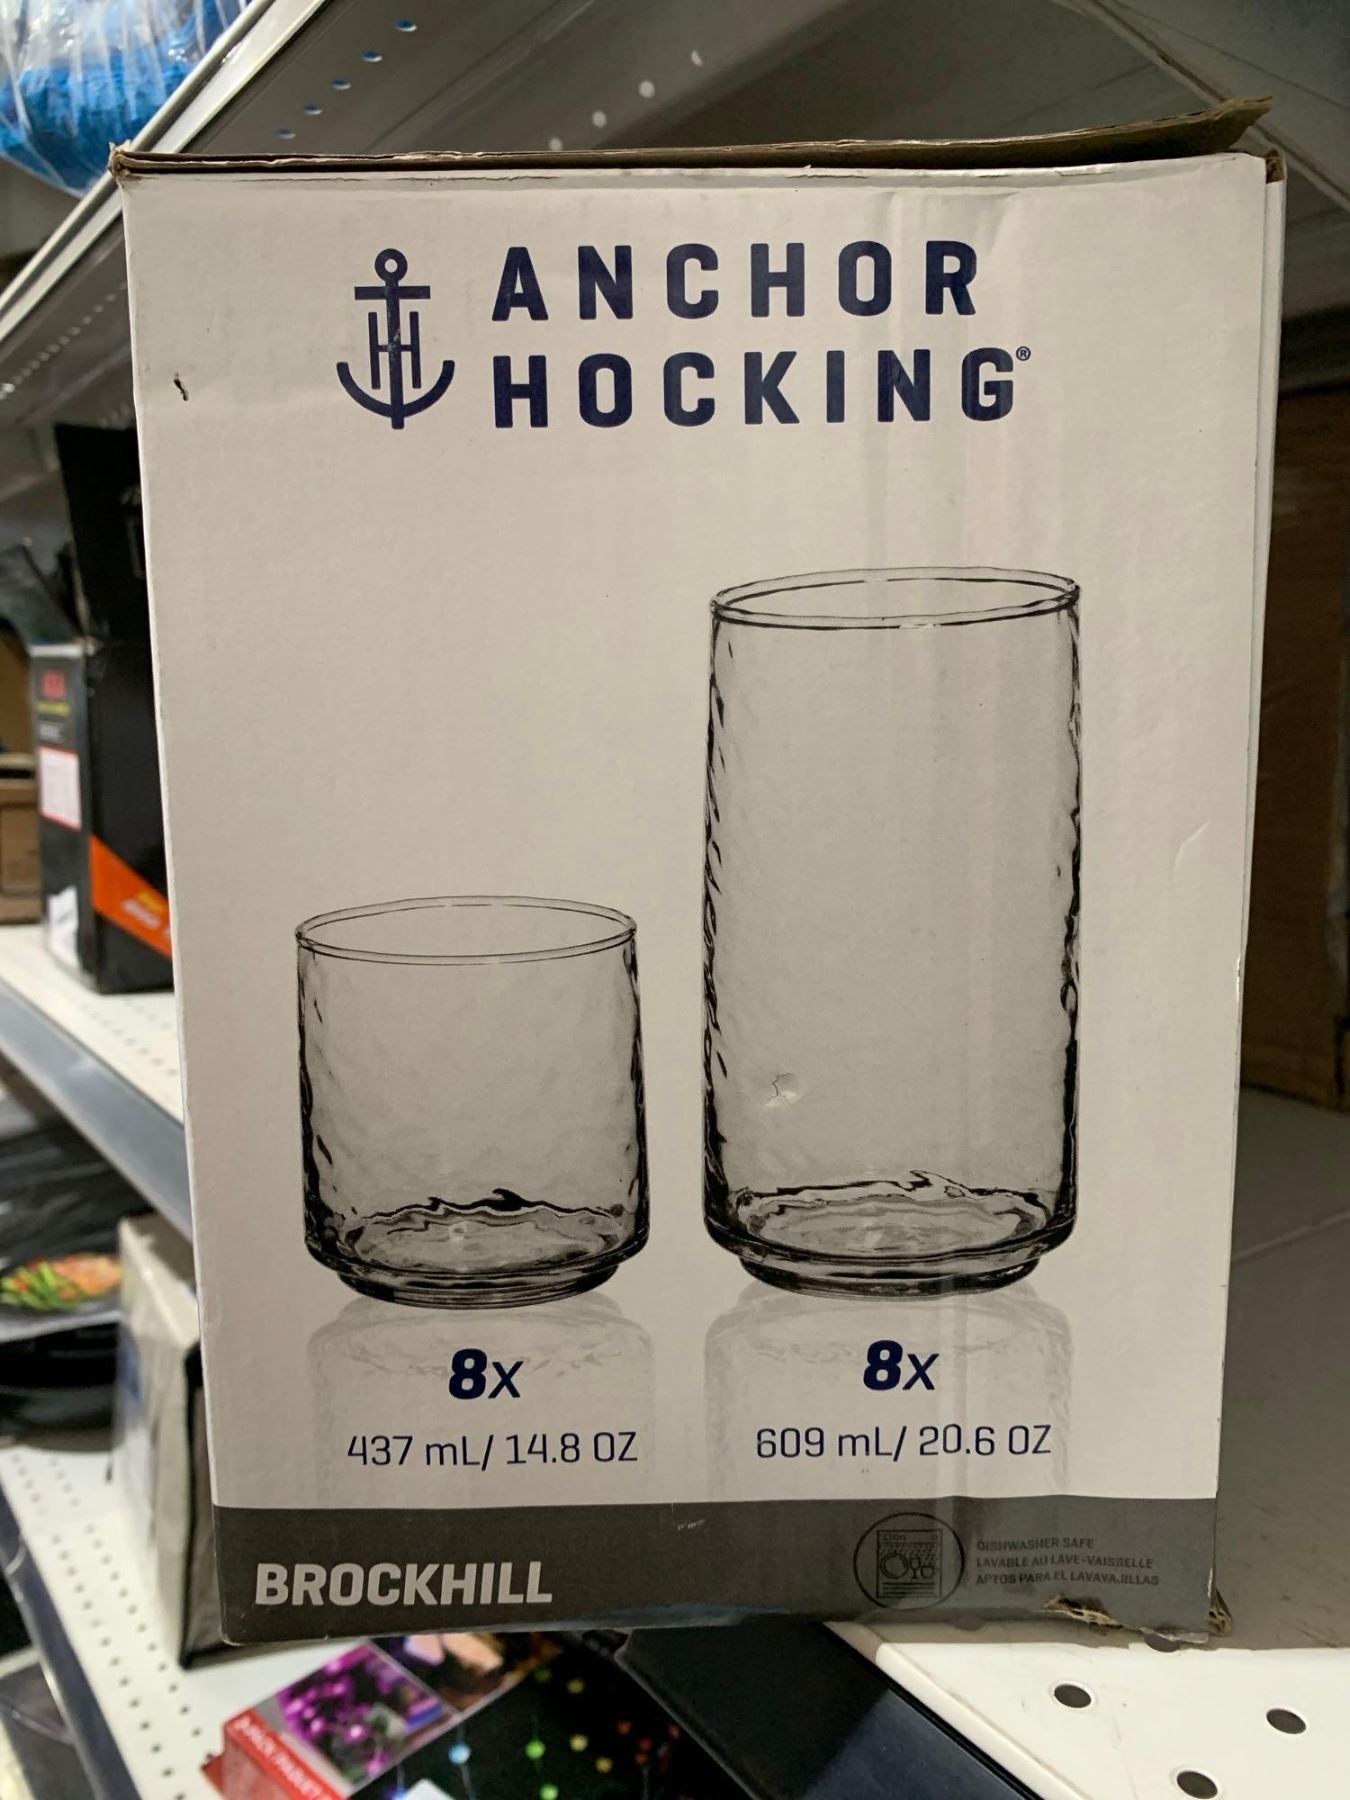 ANCHOR
HOCKING®
8x
437 mL/ 14.8 OZ
8x
609 mL/ 20.6 OZ
BROCKHILL
DISHWASHER SAFE
LAVABLE AU LAVE-VAISSELLE
APTOS PARA EL LAVAVAJILLAS